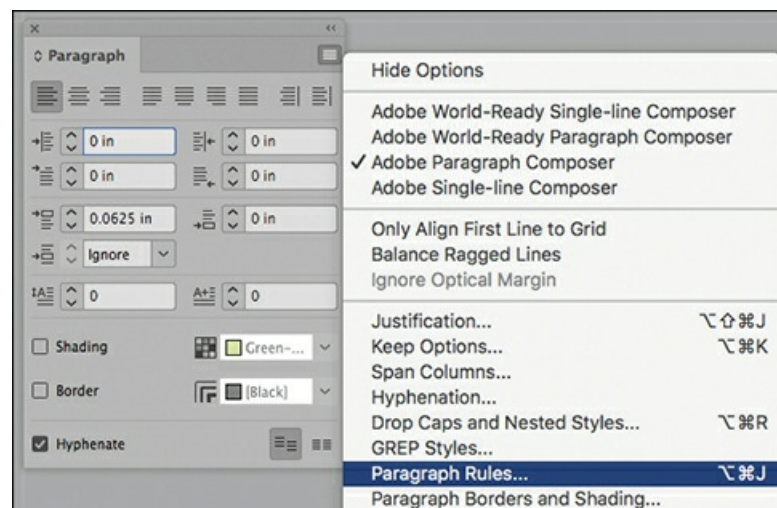 Paragraph
0 in
0 in
0 in
0 in
0.0625 in
0 in
Ignore
0
0
Shading
Green-...
Border
[Black]
Hyphenate
Hide Options
Adobe World-Ready Single-line Composer
Adobe World-Ready Paragraph Composer
✓ Adobe Paragraph Composer
Adobe Single-line Composer
Only Align First Line to Grid
Balance Ragged Lines
Ignore Optical Margin
Justification... ⌥⇧⌘J
Keep Options... ⌥⌘K
Span Columns...
Hyphenation...
Drop Caps and Nested Styles... ⌥⌘R
GREP Styles...
Paragraph Rules... ⌥⌘J
Paragraph Borders and Shading...